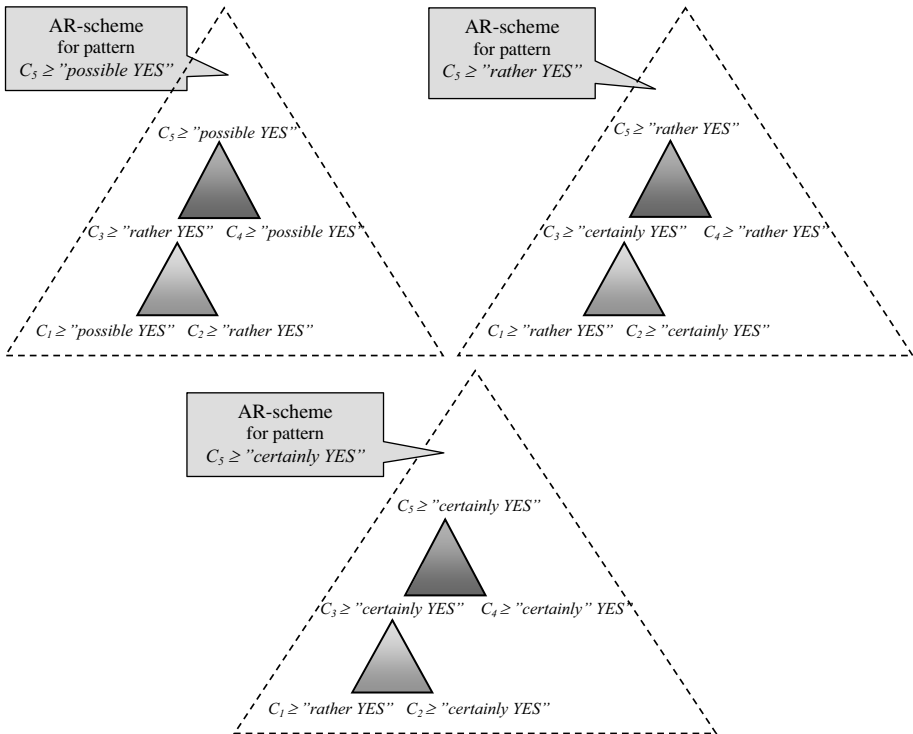 AR-scheme
for pattern
C₅ ≥ ”possible YES”
C₅ ≥ ”possible YES”
C₃ ≥ ”rather YES” C₄ ≥ ”possible YES”
C₁ ≥ ”possible YES” C₂ ≥ ”rather YES”
AR-scheme
for pattern
C₅ ≥ ”rather YES”
C₅ ≥ ”rather YES”
C₃ ≥ ”certainly YES” C₄ ≥ ”rather YES”
C₁ ≥ ”rather YES” C₂ ≥ ”certainly YES”
AR-scheme
for pattern
C₅ ≥ ”certainly YES”
C₅ ≥ ”certainly YES”
C₃ ≥ ”certainly YES” C₄ ≥ ”certainly” YES”
C₁ ≥ ”rather YES” C₂ ≥ ”certainly YES”